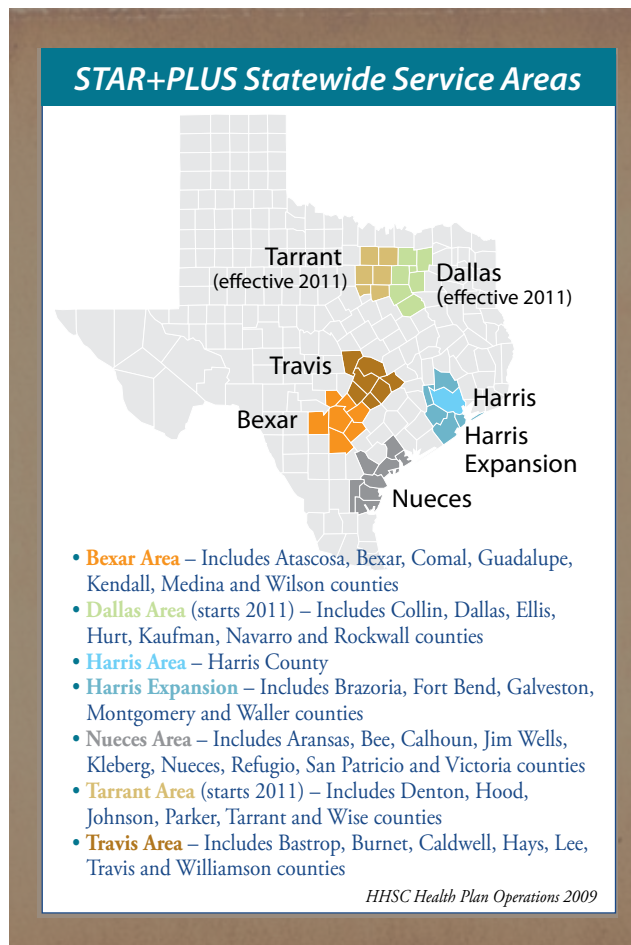 STAR+PLUS Statewide Service Areas
Tarrant
(effective 2011)
Dallas
(effective 2011)
Travis
Bexar
Harris
Harris
Expansion
Nueces
• Bexar Area – Includes Atascosa, Bexar, Comal, Guadalupe,
Kendall, Medina and Wilson counties
• Dallas Area (starts 2011) – Includes Collin, Dallas, Ellis,
Hurt, Kaufman, Navarro and Rockwall counties
• Harris Area – Harris County
• Harris Expansion – Includes Brazoria, Fort Bend, Galveston,
Montgomery and Waller counties
• Nueces Area – Includes Aransas, Bee, Calhoun, Jim Wells,
Kleberg, Nueces, Refugio, San Patricio and Victoria counties
• Tarrant Area (starts 2011) – Includes Denton, Hood,
Johnson, Parker, Tarrant and Wise counties
• Travis Area – Includes Bastrop, Burnet, Caldwell, Hays, Lee,
Travis and Williamson counties
HHSC Health Plan Operations 2009